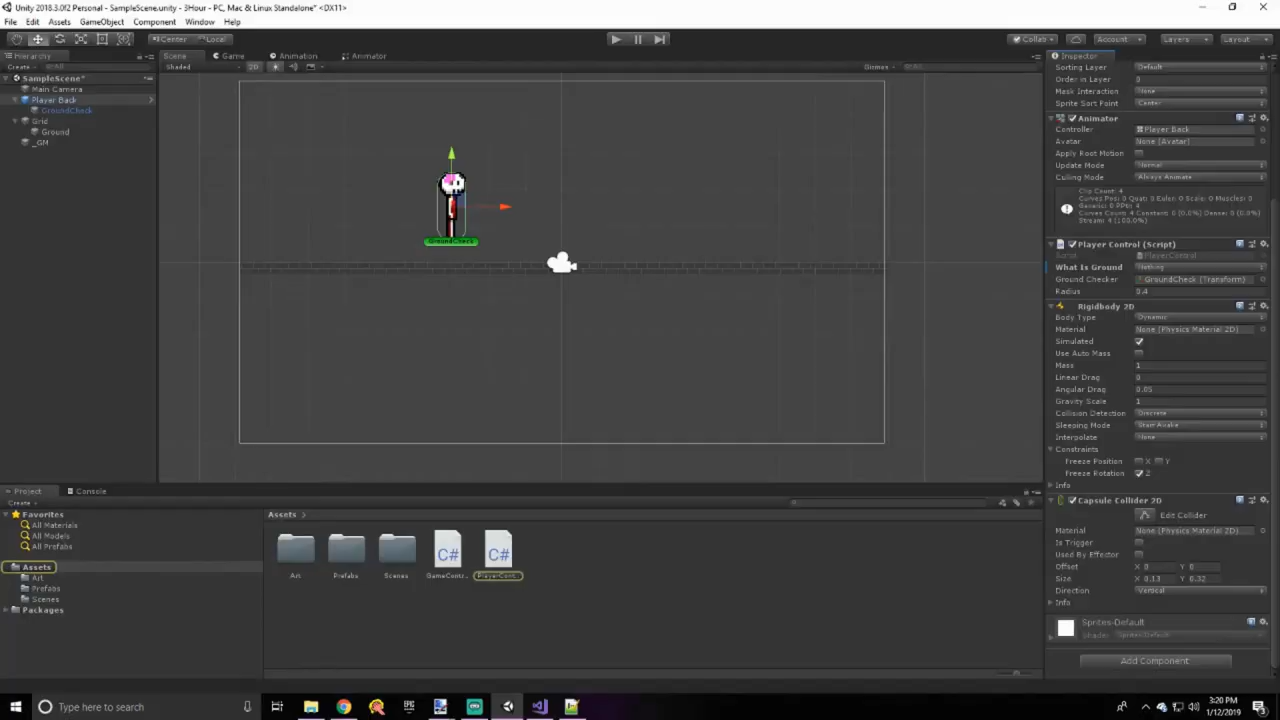 Unity 2018.3.0f2 Personal - SampleScene.unity - 3Hour - PC, Mac & Linux Standalone* <DX11>
File Edit Assets GameObject Component Window Help
Center Local Collab Account Layers Layout
Hierarchy Scene Game Animation Animator Inspector
Create All Shaded 2D Gizmos All
SampleScene*
Main Camera
Player Back
GroundCheck
Grid
Ground
_GM
GroundCheck
Sorting Layer Default
Order in Layer 0
Mask Interaction None
Sprite Sort Point Center
Animator
Controller Player Back
Avatar None (Avatar)
Apply Root Motion
Update Mode Normal
Culling Mode Always Animate
Clip Count: 4
Curves Pos: 0 Quat: 0 Euler: 0 Scale: 0 Muscles: 0
Generic: 0 PPtr: 4
Curves Count: 4 Constant: 0 (0.0%) Dense: 0 (0.0%)
Stream: 4 (100.0%)
Player Control (Script)
Script PlayerControl
What Is Ground Nothing
Ground Checker GroundCheck (Transform)
Radius 0.4
Rigidbody 2D
Body Type Dynamic
Material None (Physics Material 2D)
Simulated
Use Auto Mass
Mass 1
Linear Drag 0
Angular Drag 0.05
Gravity Scale 1
Collision Detection Discrete
Sleeping Mode Start Awake
Interpolate None
Constraints
Freeze Position X Y
Freeze Rotation Z
Info
Capsule Collider 2D
Edit Collider
Material None (Physics Material 2D)
Is Trigger
Used By Effector
Offset X 0 Y 0
Size X 0.13 Y 0.32
Direction Vertical
Info
Sprites-Default
Shader Sprites/Default
Add Component
Project Console
Create
Favorites
All Materials
All Models
All Prefabs
Assets
Art
Prefabs
Scenes
Packages
Assets
C# C#
Art Prefabs Scenes GameContr... PlayerCont...
Type here to search
EPIC
3:20 PM
1/12/2019